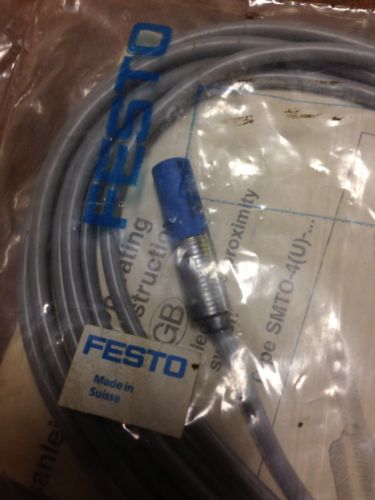 FESTO
FESTO
Made in
Suisse
Operating
instructions
GB
proximity
Type SMTO-4(U)-...